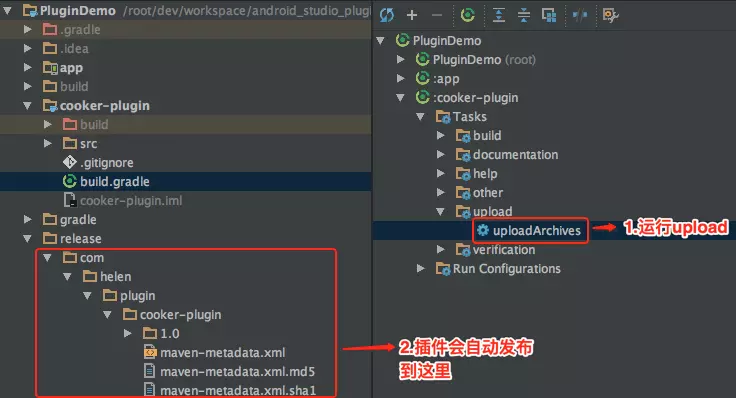 PluginDemo /root/dev/workspace/android_studio_plug
.gradle
.idea
app
build
cooker-plugin
build
src
.gitignore
build.gradle
cooker-plugin.iml
gradle
release
com
helen
plugin
cooker-plugin
1.0
maven-metadata.xml
maven-metadata.xml.md5
maven-metadata.xml.sha1
2.插件会自动发布
到这里
PluginDemo
PluginDemo (root)
:app
:cooker-plugin
Tasks
build
documentation
help
other
upload
uploadArchives
1.运行upload
verification
Run Configurations